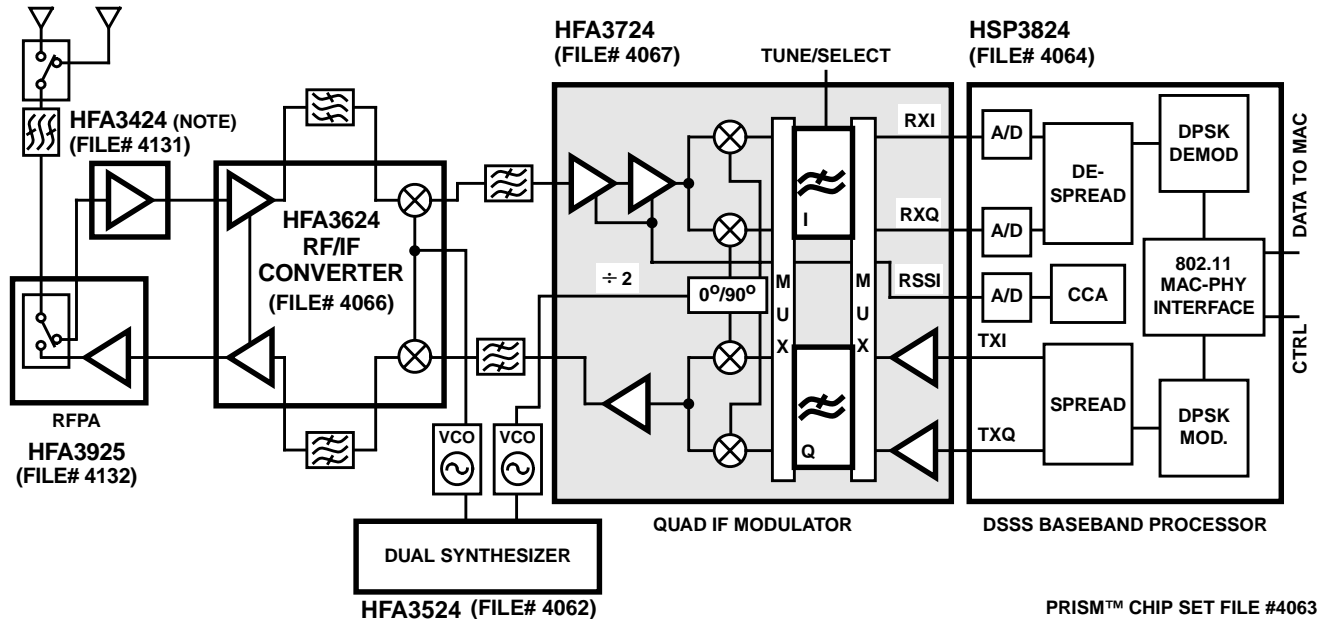 HFA3424 (NOTE)
(FILE# 4131)
HFA3624
RF/IF
CONVERTER
(FILE# 4066)
RFPA
HFA3925
(FILE# 4132)
VCO
VCO
DUAL SYNTHESIZER
HFA3524 (FILE# 4062)
HFA3724
(FILE# 4067)
TUNE/SELECT
÷ 2
0O/90O
M
U
X
I
Q
M
U
X
RXI
RXQ
RSSI
TXI
TXQ
QUAD IF MODULATOR
HSP3824
(FILE# 4064)
A/D
A/D
A/D
DE-
SPREAD
CCA
SPREAD
DPSK
DEMOD
802.11
MAC-PHY
INTERFACE
DPSK
MOD.
DATA TO MAC
CTRL
DSSS BASEBAND PROCESSOR
PRISM™ CHIP SET FILE #4063